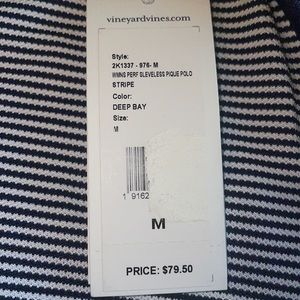 vineyardvines.com
Style:
2K1337 - 976- M
WMNS PERF SLEVELESS PIQUE POLO
STRIPE
Color:
DEEP BAY
Size:
M
1 9162
M
PRICE: $79.50